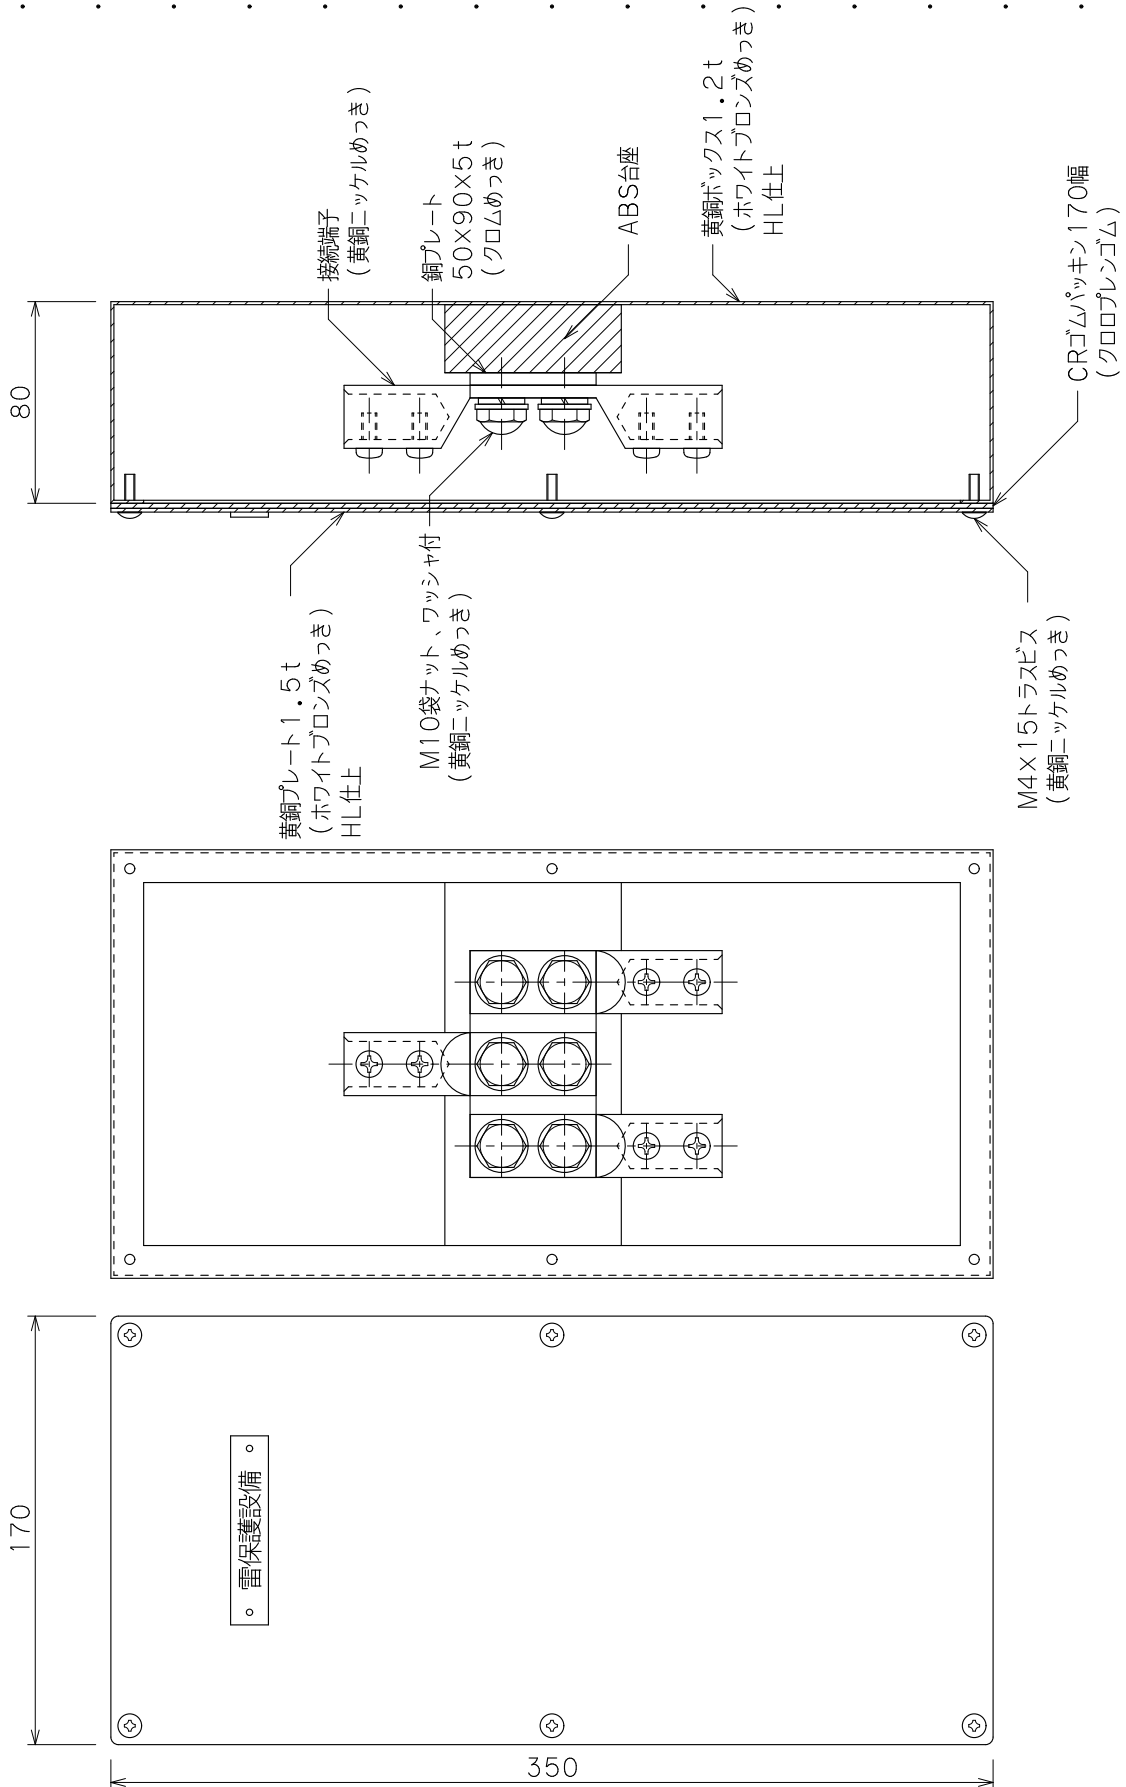 80
接続端子
(黄銅ニッケルめっき)
銅プレート
50×90×5t
(クロムめっき)
ABS台座
黄銅ボックス1.2t
(ホワイトブロンズめっき)
HL仕上
CRゴムパッキン170幅
(クロロプレンゴム)
黄銅プレート1.5t
(ホワイトブロンズめっき)
HL仕上
M10袋ナット、ワッシャ付
(黄銅ニッケルめっき)
M4×15トラスビス
(黄銅ニッケルめっき)
170
雷保護設備
350